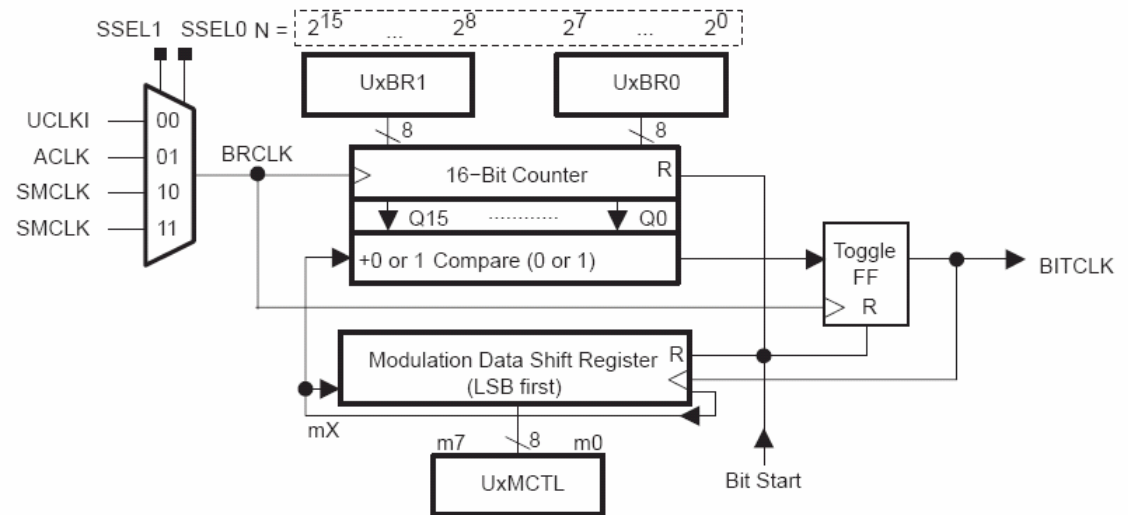 SSEL1 SSEL0 N = 2^15 ... 2^8 2^7 ... 2^0
UxBR1 UxBR0
UCLKI 00 8 8
ACLK 01 BRCLK
SMCLK 10 16−Bit Counter R
SMCLK 11 Q15 ............ Q0
+0 or 1 Compare (0 or 1)
Toggle
FF
R
BITCLK
Modulation Data Shift Register R
(LSB first)
mX m7 8 m0
UxMCTL
Bit Start